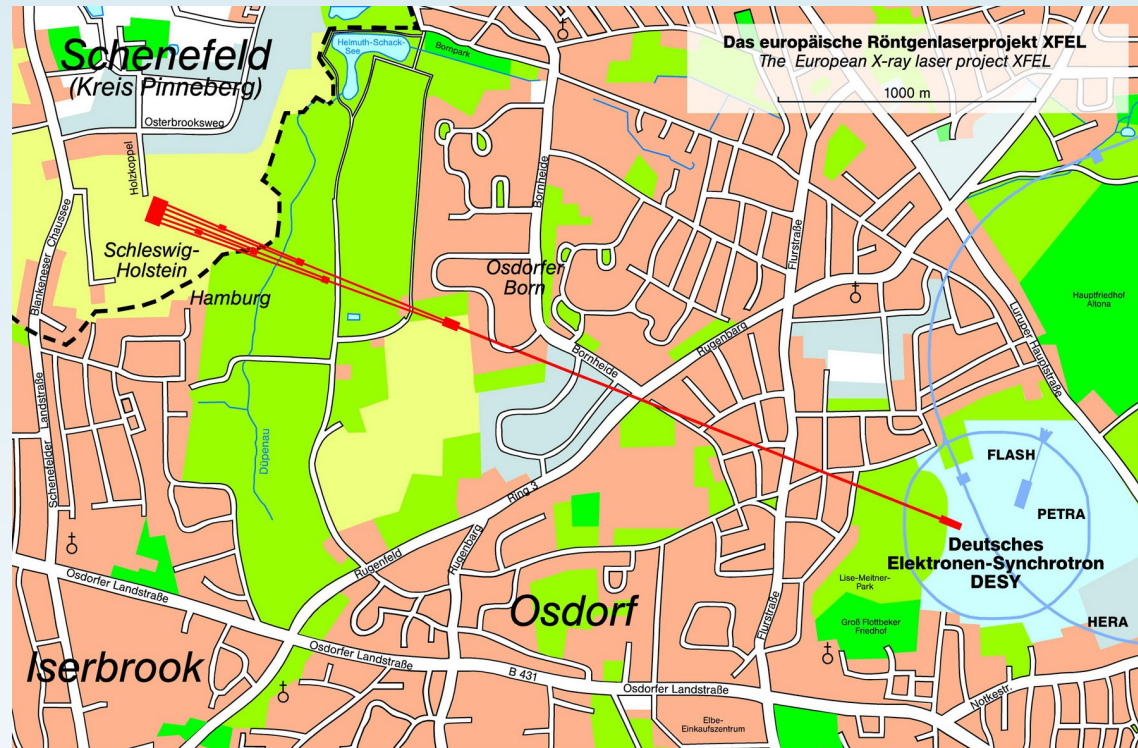 Schenefeld
(Kreis Pinneberg)
Helmuth-Schack-
See
Bornpark
Das europäische Röntgenlaserprojekt XFEL
The European X-ray laser project XFEL
1000 m
Osterbrooksweg
Holzkoppel
Bornheide
Flurstraße
Blankeneser Chaussee
Schleswig-
Holstein
Hamburg
Osdorfer
Born
Hauptfriedhof
Altona
Luruper Hauptstraße
Rugenbarg
Bornheide
Schenefelder Landstraße
Düpenau
FLASH
Ring 3
PETRA
Deutsches
Elektronen-Synchrotron
DESY
Rugenfeld
Rugenbarg
Lise-Meitner-
Park
Osdorfer Landstraße
Osdorf
Flurstraße
Groß Flottbeker
Friedhof
HERA
Iserbrook
Osdorfer Landstraße
B 431
Osdorfer Landstraße
Notkestr.
Elbe-
Einkaufszentrum